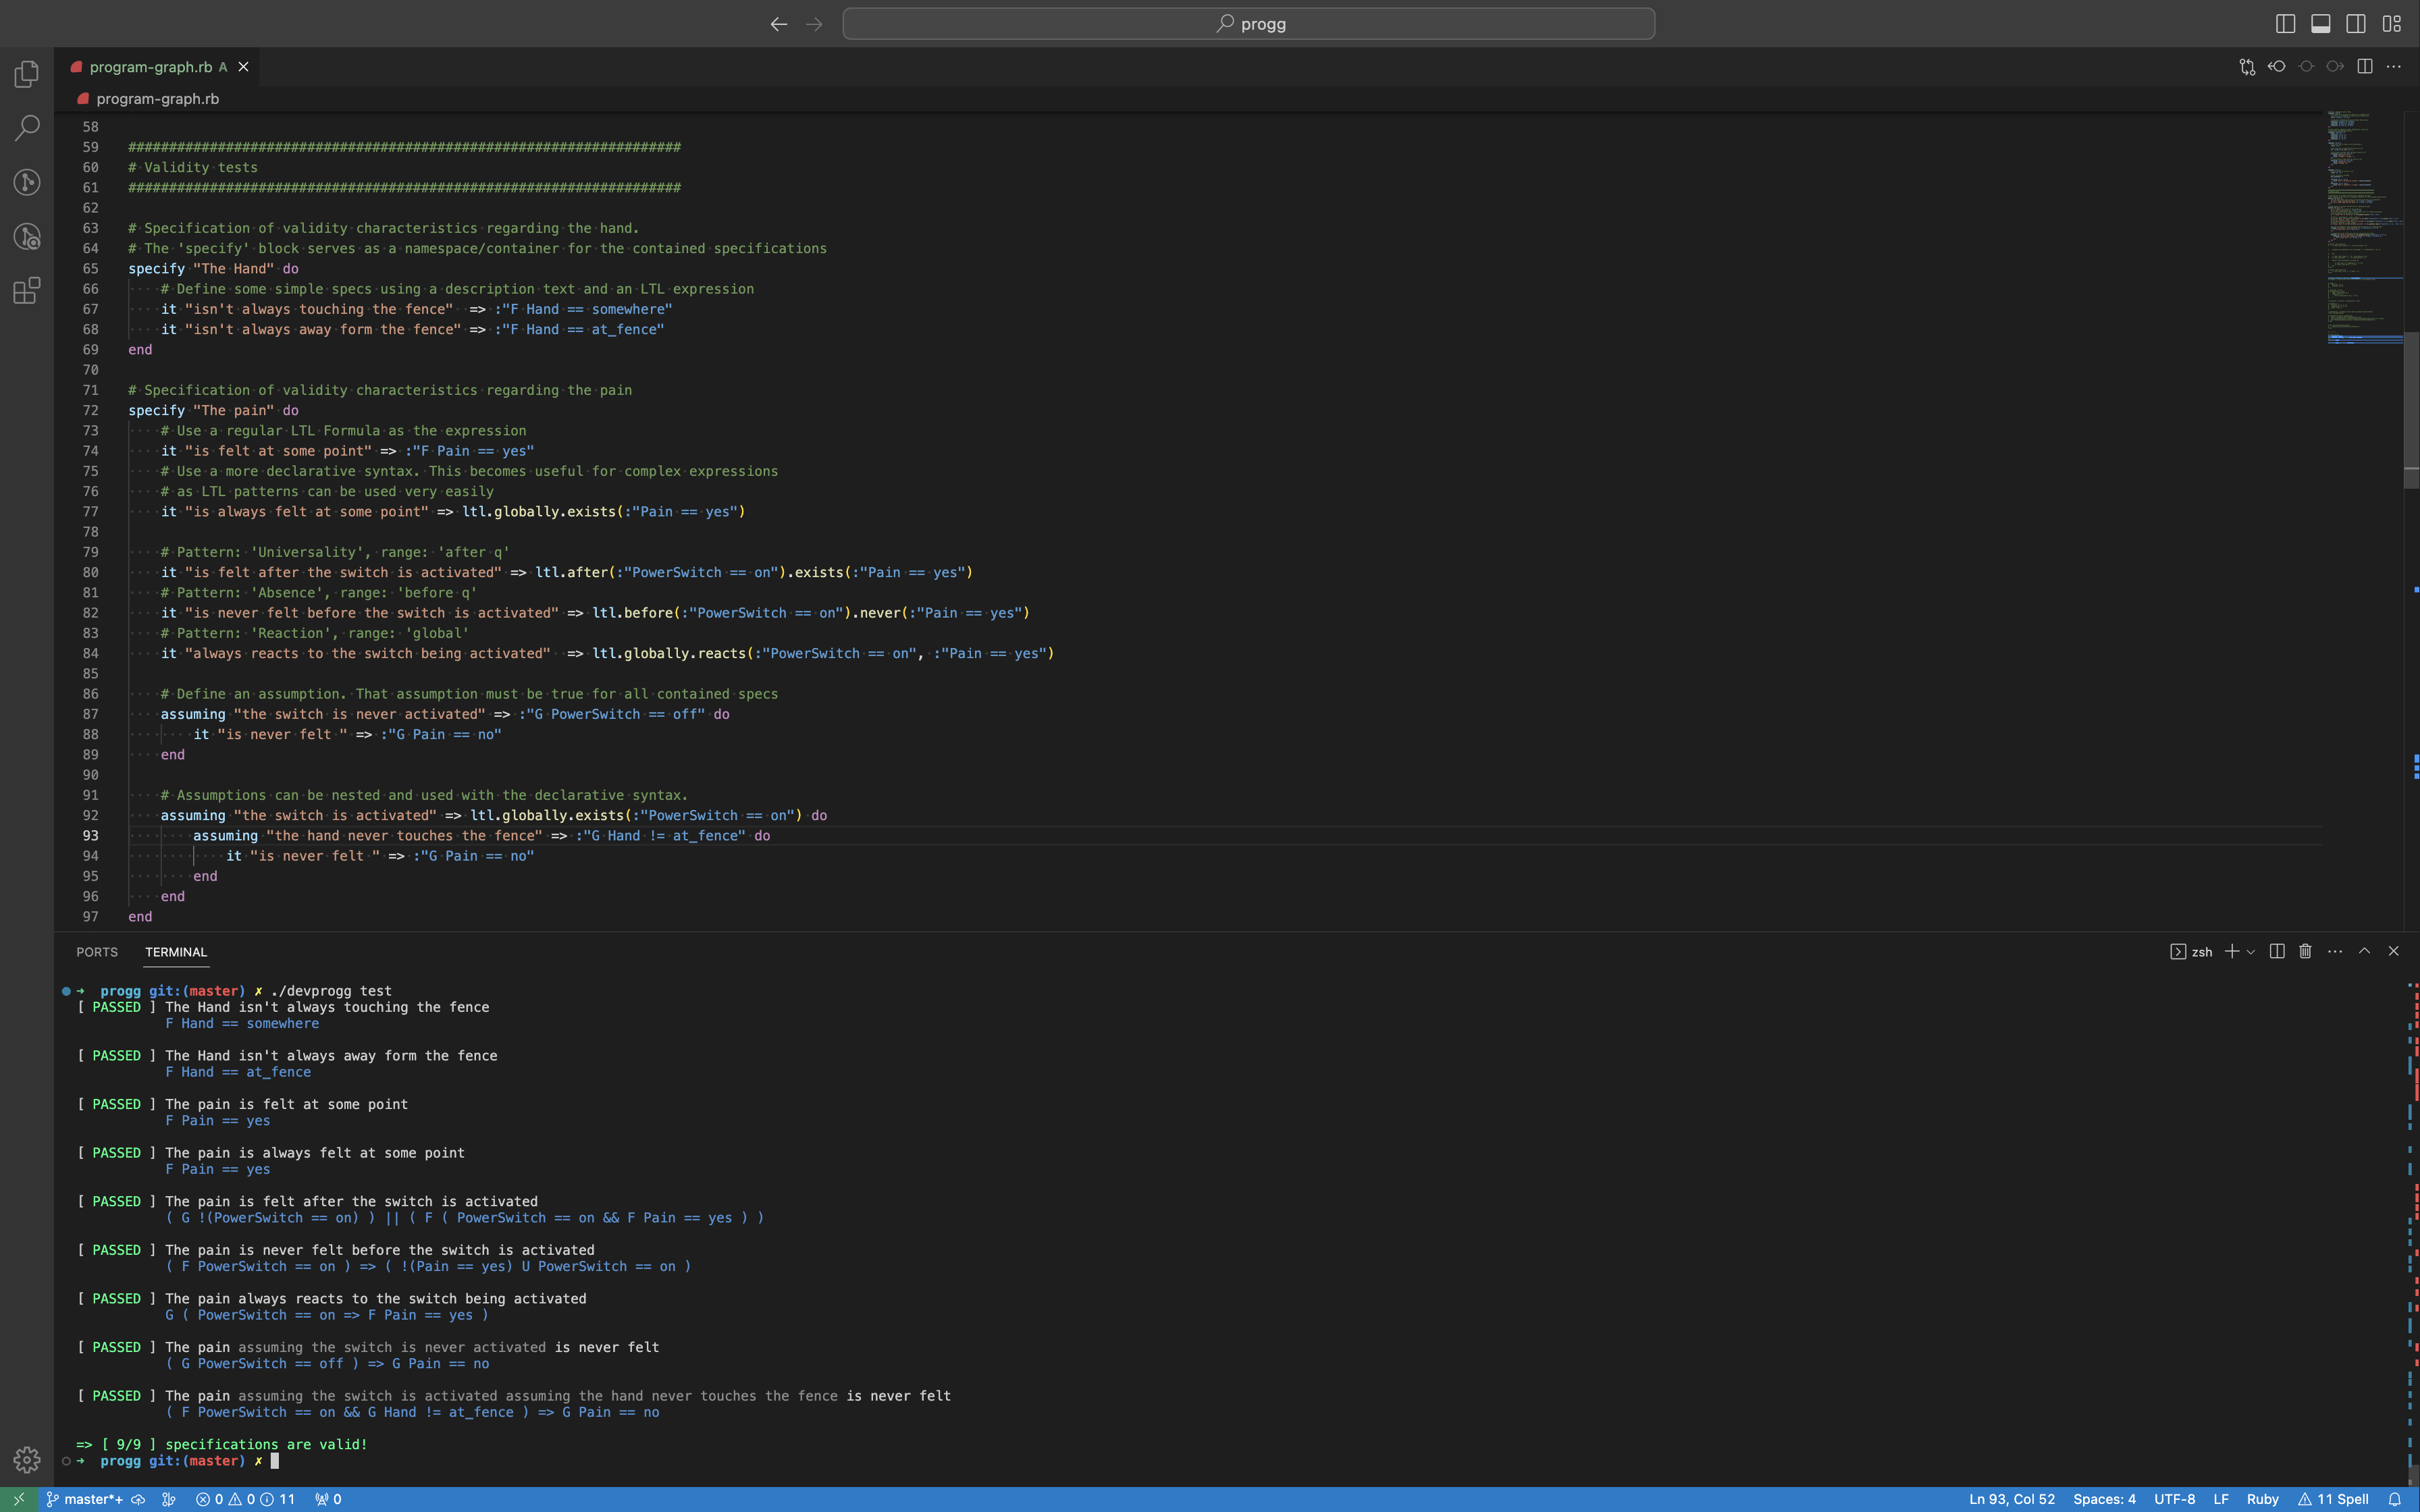 progg
program-graph.rb A
program-graph.rb
58
59 ####################################################################
60 # Validity tests
61 ####################################################################
62
63 # Specification of validity characteristics regarding the hand.
64 # The 'specify' block serves as a namespace/container for the contained specifications
65 specify "The Hand" do
66     # Define some simple specs using a description text and an LTL expression
67     it "isn't always touching the fence"  => :"F Hand == somewhere"
68     it "isn't always away form the fence" => :"F Hand == at_fence"
69 end
70
71 # Specification of validity characteristics regarding the pain
72 specify "The pain" do
73     # Use a regular LTL Formula as the expression
74     it "is felt at some point" => :"F Pain == yes"
75     # Use a more declarative syntax. This becomes useful for complex expressions
76     # as LTL patterns can be used very easily
77     it "is always felt at some point" => ltl.globally.exists(:"Pain == yes")
78
79     # Pattern: 'Universality', range: 'after q'
80     it "is felt after the switch is activated" => ltl.after(:"PowerSwitch == on").exists(:"Pain == yes")
81     # Pattern: 'Absence', range: 'before q'
82     it "is never felt before the switch is activated" => ltl.before(:"PowerSwitch == on").never(:"Pain == yes")
83     # Pattern: 'Reaction', range: 'global'
84     it "always reacts to the switch being activated"  => ltl.globally.reacts(:"PowerSwitch == on", :"Pain == yes")
85
86     # Define an assumption. That assumption must be true for all contained specs
87     assuming "the switch is never activated" => :"G PowerSwitch == off" do
88         it "is never felt " => :"G Pain == no"
89     end
90
91     # Assumptions can be nested and used with the declarative syntax.
92     assuming "the switch is activated" => ltl.globally.exists(:"PowerSwitch == on") do
93         assuming "the hand never touches the fence" => :"G Hand != at_fence" do
94             it "is never felt " => :"G Pain == no"
95         end
96     end
97 end
PORTS TERMINAL zsh
➜  progg git:(master) ✗ ./devprogg test
[ PASSED ] The Hand isn't always touching the fence
F Hand == somewhere
[ PASSED ] The Hand isn't always away form the fence
F Hand == at_fence
[ PASSED ] The pain is felt at some point
F Pain == yes
[ PASSED ] The pain is always felt at some point
F Pain == yes
[ PASSED ] The pain is felt after the switch is activated
( G !(PowerSwitch == on) ) || ( F ( PowerSwitch == on && F Pain == yes ) )
[ PASSED ] The pain is never felt before the switch is activated
( F PowerSwitch == on ) => ( !(Pain == yes) U PowerSwitch == on )
[ PASSED ] The pain always reacts to the switch being activated
G ( PowerSwitch == on => F Pain == yes )
[ PASSED ] The pain assuming the switch is never activated is never felt
( G PowerSwitch == off ) => G Pain == no
[ PASSED ] The pain assuming the switch is activated assuming the hand never touches the fence is never felt
( F PowerSwitch == on && G Hand != at_fence ) => G Pain == no
=> [ 9/9 ] specifications are valid!
➜  progg git:(master) ✗
master*+ 0 0 11 0 Ln 93, Col 52 Spaces: 4 UTF-8 LF Ruby 11 Spell